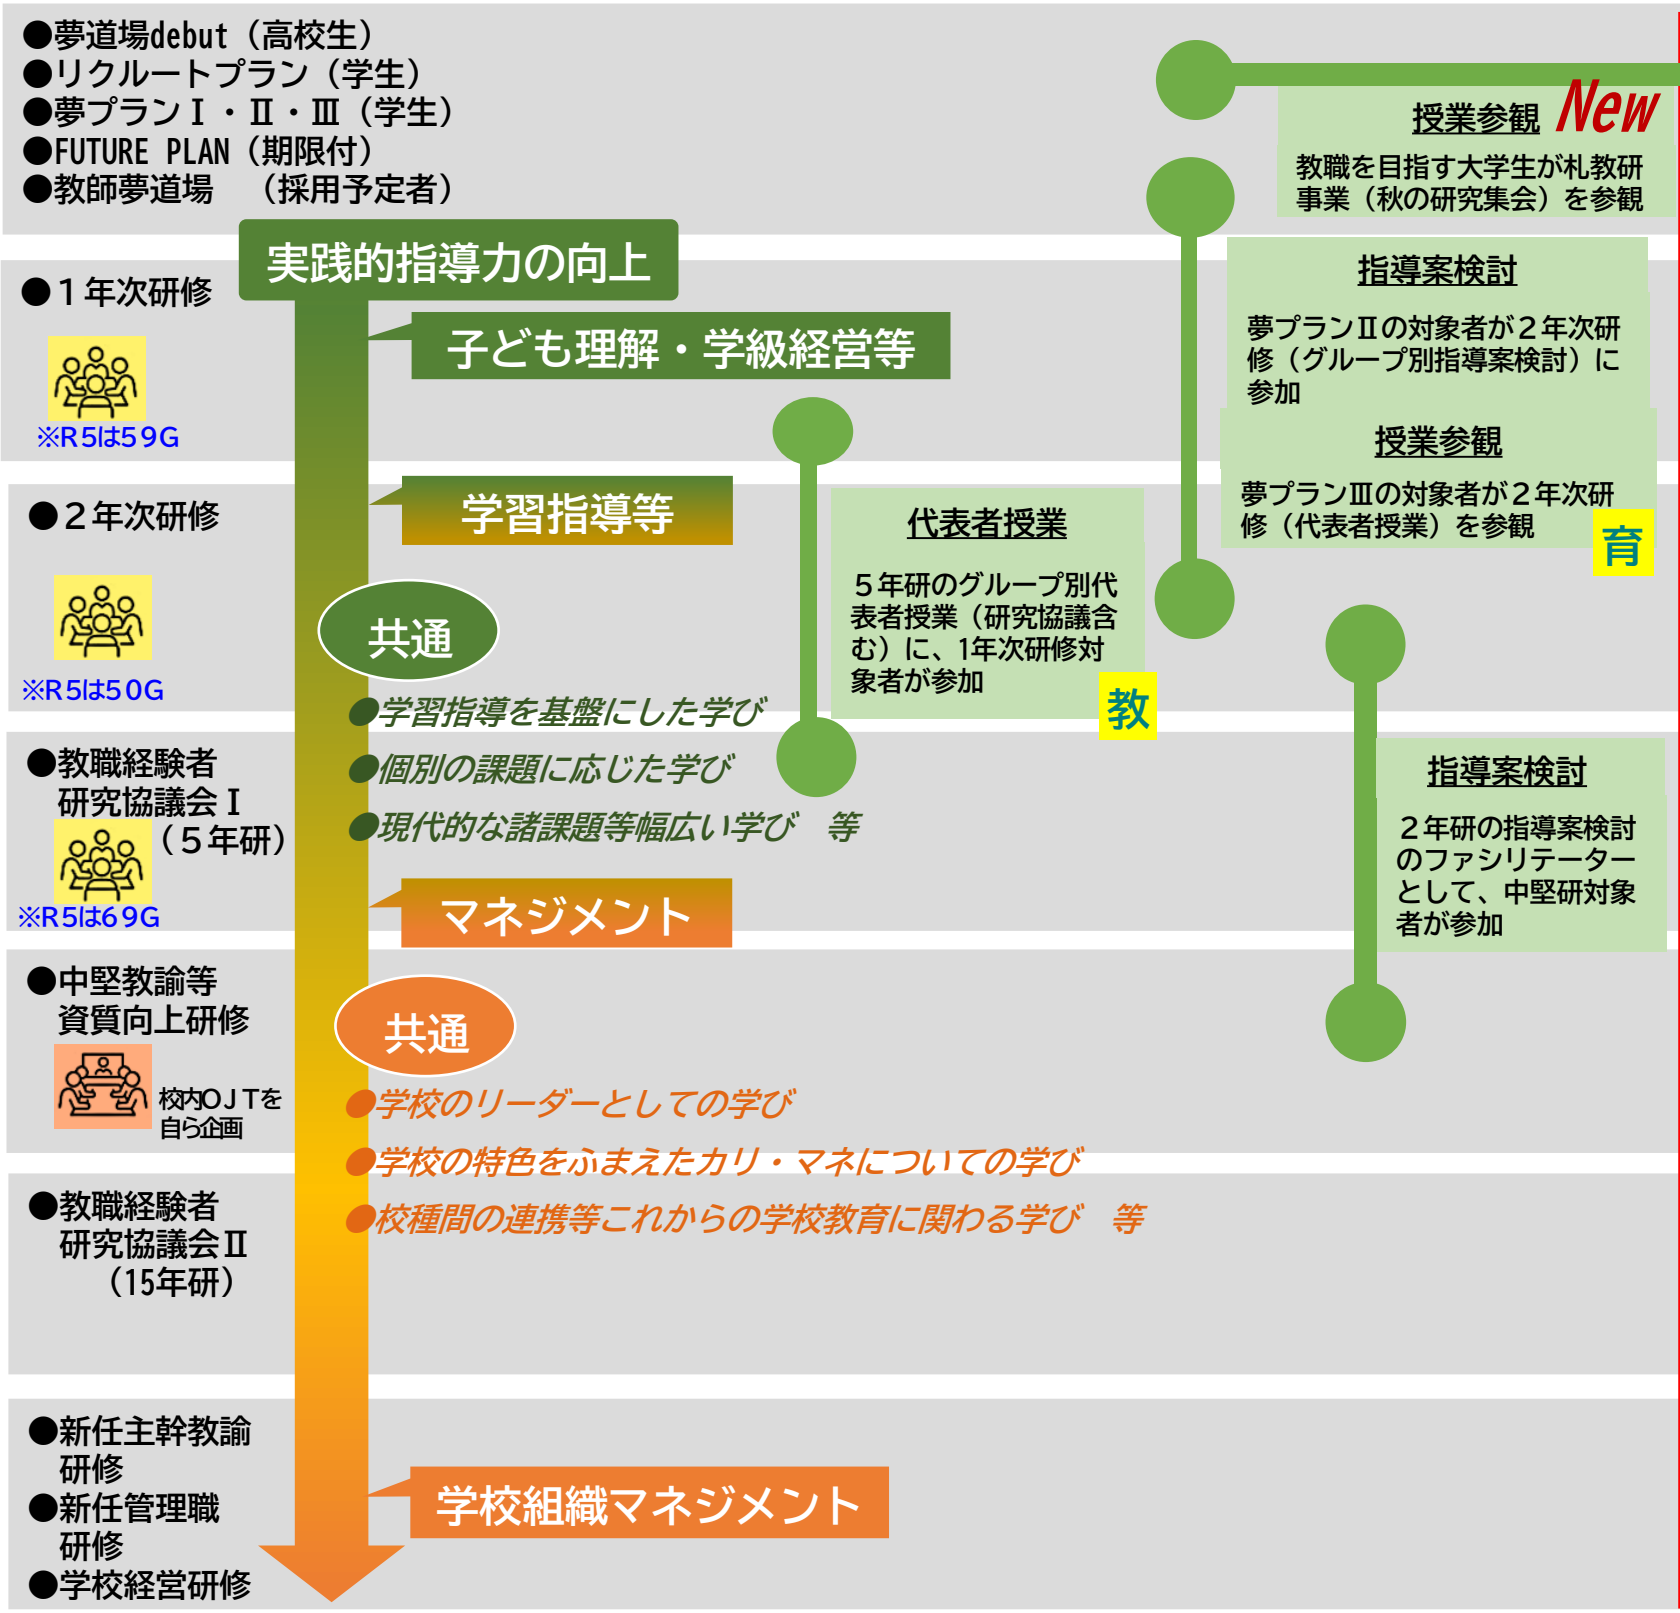 ●夢道場debut（高校生）
●リクルートプラン（学生）
●夢プランⅠ・Ⅱ・Ⅲ（学生）
●FUTURE PLAN（期限付）
●教師夢道場　（採用予定者）
授業参観 New
教職を目指す大学生が札教研
事業（秋の研究集会）を参観
実践的指導力の向上
●１年次研修
※R5は59G
子ども理解・学級経営等
指導案検討
夢プランⅡの対象者が２年次研
修（グループ別指導案検討）に
参加
授業参観
夢プランⅢの対象者が２年次研
修（代表者授業）を参観
育
●２年次研修
※R5は50G
学習指導等
代表者授業
５年研のグループ別代
表者授業（研究協議含
む）に、1年次研修対
象者が参加
教
共通
●学習指導を基盤にした学び
●個別の課題に応じた学び
●現代的な諸課題等幅広い学び　等
●教職経験者
研究協議会Ⅰ
（５年研）
※R5は69G
指導案検討
２年研の指導案検討
のファシリテーター
として、中堅研対象
者が参加
マネジメント
●中堅教諭等
資質向上研修
校内OJTを
自ら企画
共通
●学校のリーダーとしての学び
●学校の特色をふまえたカリ・マネについての学び
●校種間の連携等これからの学校教育に関わる学び　等
●教職経験者
研究協議会Ⅱ
（15年研）
●新任主幹教諭
研修
●新任管理職
研修
●学校経営研修
学校組織マネジメント